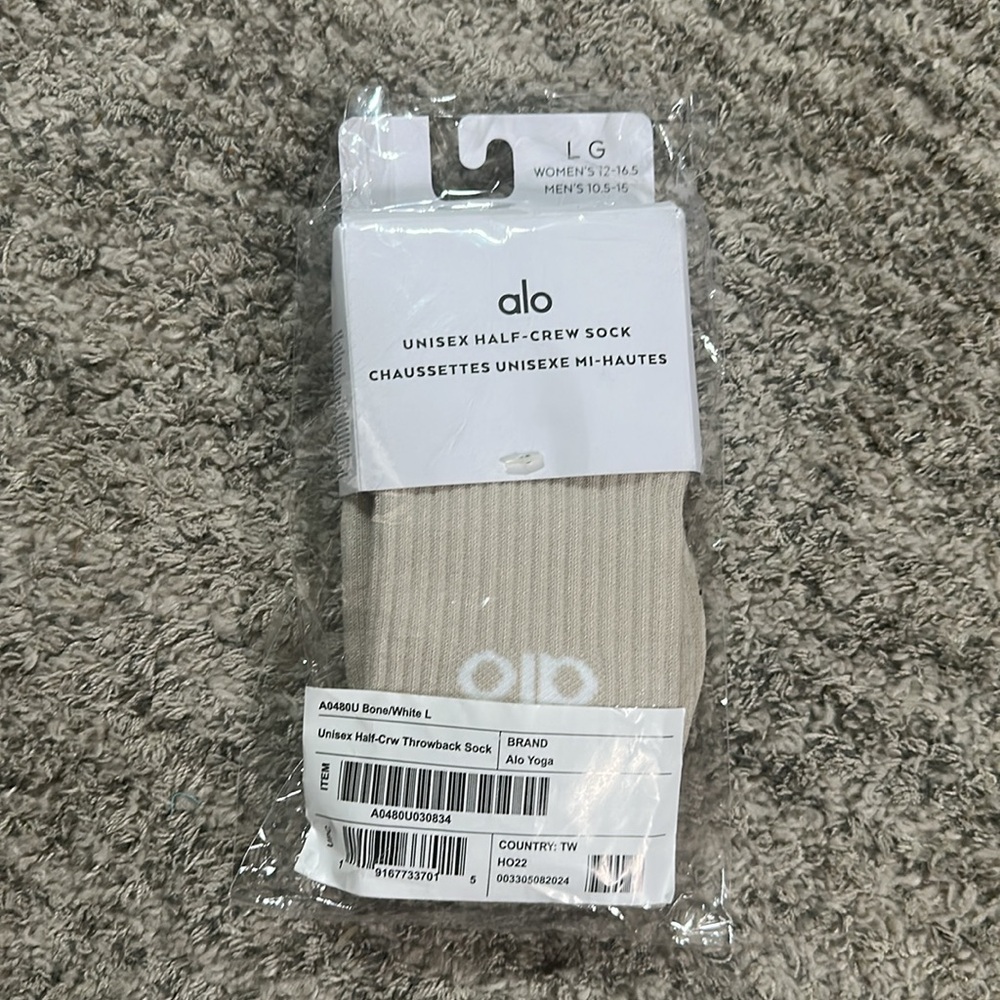 LG
WOMEN'S 12-16.5
MEN'S 10.5-15
alo
UNISEX HALF-CREW SOCK
CHAUSSETTES UNISEXE MI-HAUTES
alo
A0480U Bone/White L
Unisex Half-Crw Throwback Sock
BRAND
Alo Yoga
ITEM
A0480U030834
UPC
1 9167733701 5
COUNTRY: TW
HO22
003305082024